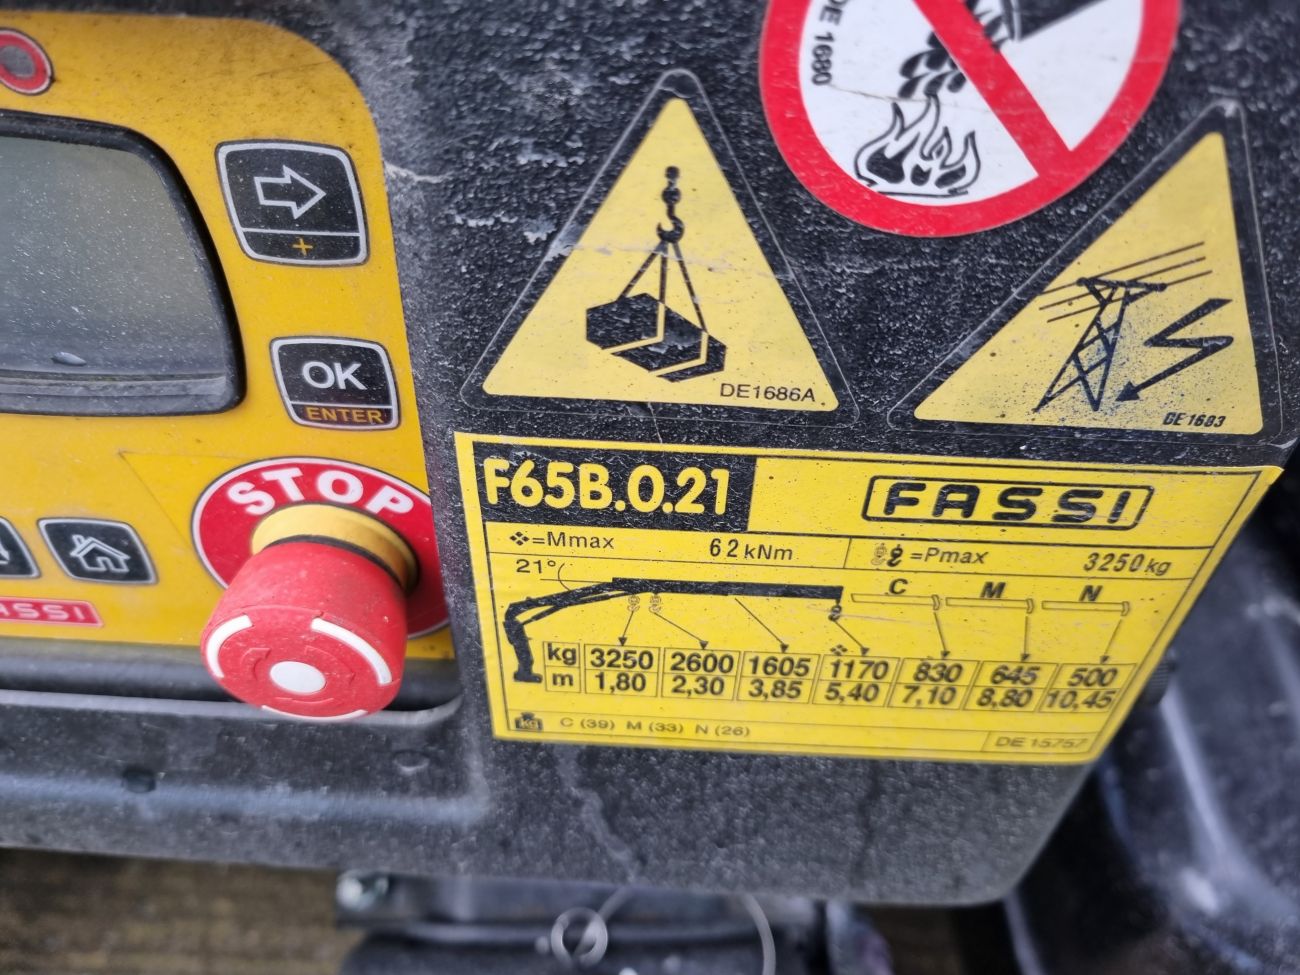 DE 1680
+
OK
ENTER
STOP
FASSI
DE1686A
DE 1683
F65B.0.21
FASSI
=Mmax 62 kNm
=Pmax 3250kg
21°
C M N
kg 3250 2600 1605 1170 830 645 500
m 1,80 2,30 3,85 5,40 7,10 8,80 10,45
kg C (39) M (33) N (26)
DE 15757